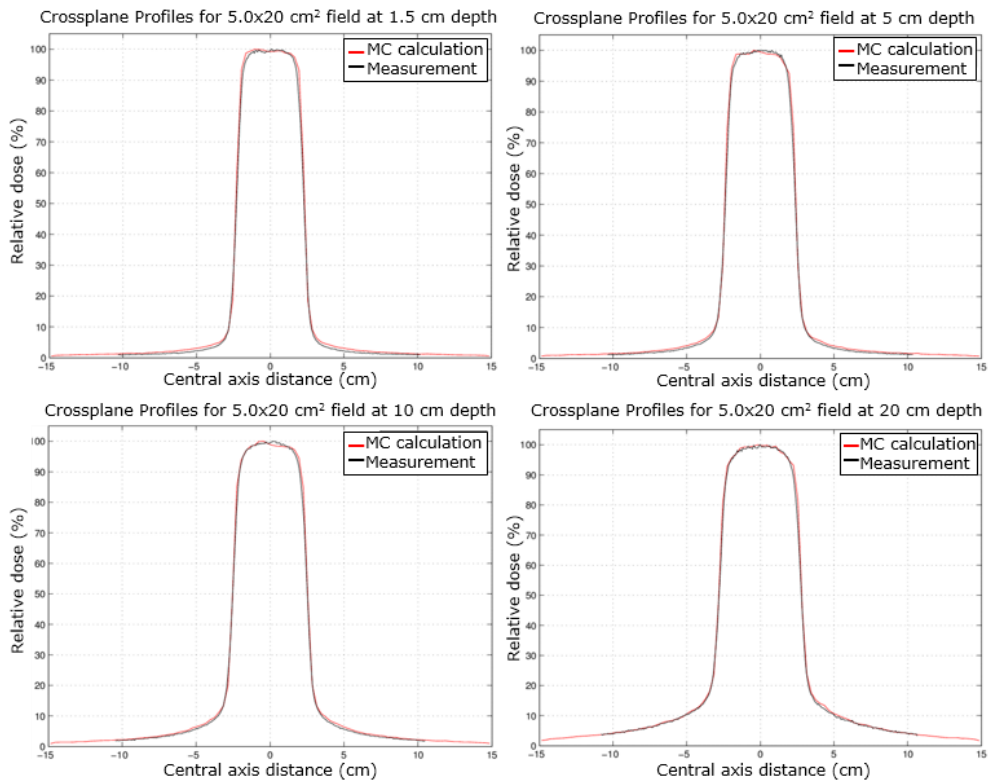 Crossplane Profiles for 5.0x20 cm² field at 1.5 cm depth
MC calculation
Measurement
Relative dose (%)
100
90
80
70
60
50
40
30
20
10
0
−15 −10 −5 0 5 10 15
Central axis distance (cm)
Crossplane Profiles for 5.0x20 cm² field at 5 cm depth
MC calculation
Measurement
Relative dose (%)
100
90
80
70
60
50
40
30
20
10
0
−15 −10 −5 0 5 10 15
Central axis distance (cm)
Crossplane Profiles for 5.0x20 cm² field at 10 cm depth
MC calculation
Measurement
Relative dose (%)
100
90
80
70
60
50
40
30
20
10
0
−15 −10 −5 0 5 10 15
Central axis distance (cm)
Crossplane Profiles for 5.0x20 cm² field at 20 cm depth
MC calculation
Measurement
Relative dose (%)
100
90
80
70
60
50
40
30
20
10
0
−15 −10 −5 0 5 10 15
Central axis distance (cm)